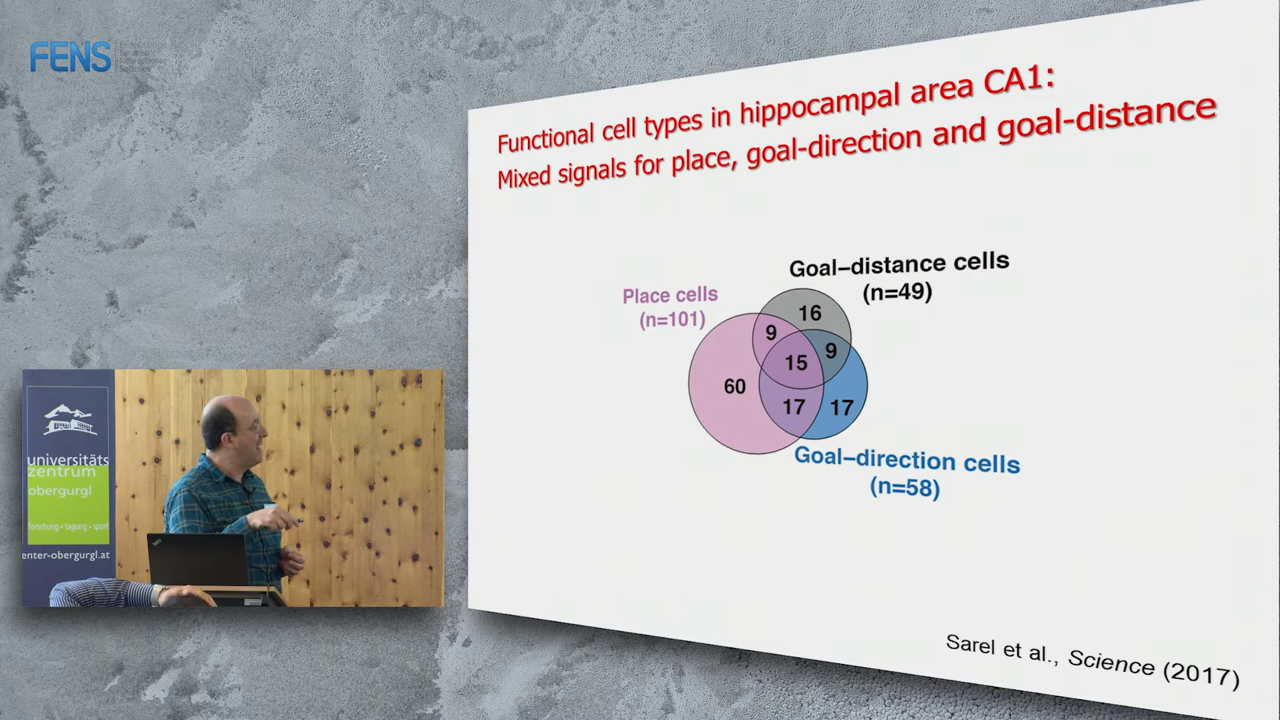 FENS
Functional cell types in hippocampal area CA1:
Mixed signals for place, goal-direction and goal-distance
Goal–distance cells
(n=49)
Place cells
(n=101)
16
9
9
15
60
17
17
Goal–direction cells
(n=58)
Sarel et al., Science (2017)
universitäts
zentrum
obergurgl
forschung • tagung • sport
enter-obergurgl.at